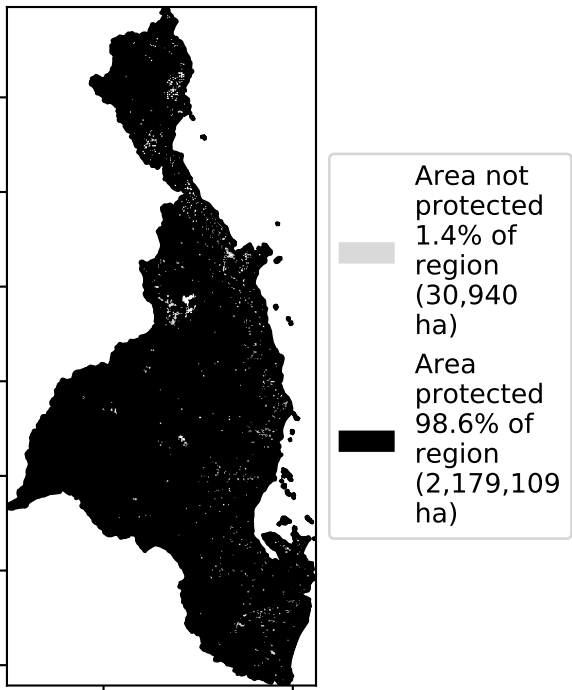 Area not
protected
1.4% of
region
(30,940
ha)
Area
protected
98.6% of
region
(2,179,109
ha)